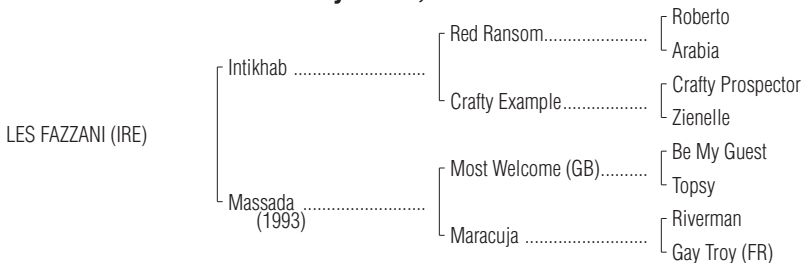 Roberto
Red Ransom.........................
Arabia
Intikhab ...........................
Crafty Prospector
Crafty Example....................
Zienelle
LES FAZZANI (IRE)
Be My Guest
Most Welcome (GB)..........
Topsy
Massada .........................
(1993)
Riverman
Maracuja .........................
Gay Troy (FR)